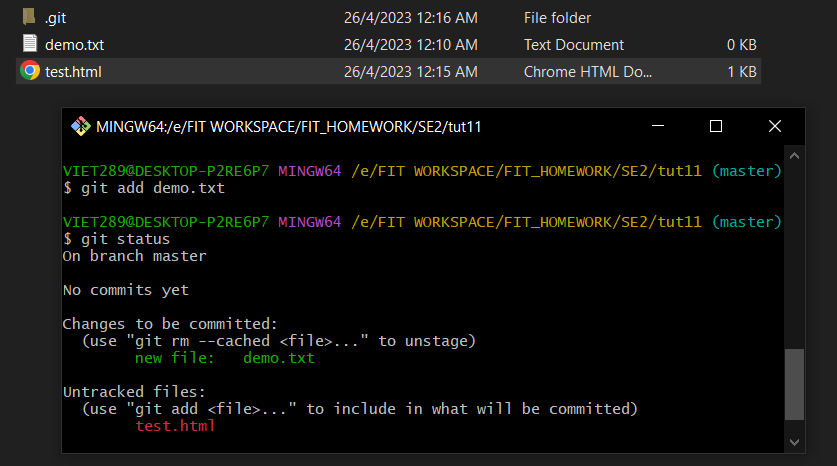 .git 26/4/2023 12:16 AM File folder
demo.txt 26/4/2023 12:10 AM Text Document 0 KB
test.html 26/4/2023 12:15 AM Chrome HTML Do... 1 KB
MINGW64:/e/FIT WORKSPACE/FIT_HOMEWORK/SE2/tut11
VIET289@DESKTOP-P2RE6P7 MINGW64 /e/FIT WORKSPACE/FIT_HOMEWORK/SE2/tut11 (master)
$ git add demo.txt
VIET289@DESKTOP-P2RE6P7 MINGW64 /e/FIT WORKSPACE/FIT_HOMEWORK/SE2/tut11 (master)
$ git status
On branch master
No commits yet
Changes to be committed:
(use "git rm --cached <file>..." to unstage)
new file: demo.txt
Untracked files:
(use "git add <file>..." to include in what will be committed)
test.html